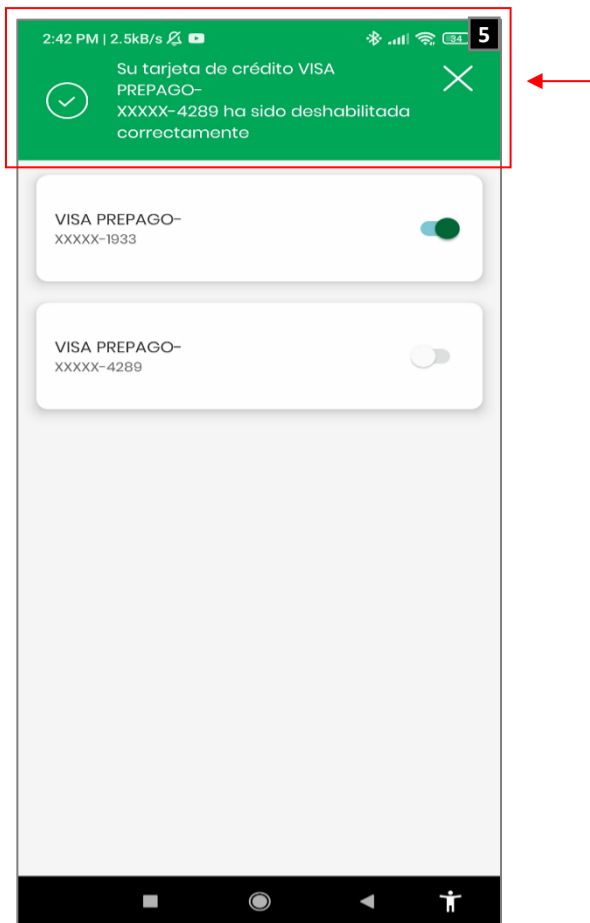 2:42 PM | 2.5kB/s 34 5
Su tarjeta de crédito VISA
PREPAGO-
XXXXX-4289 ha sido deshabilitada
correctamente
VISA PREPAGO-
XXXXX-1933
VISA PREPAGO-
XXXXX-4289